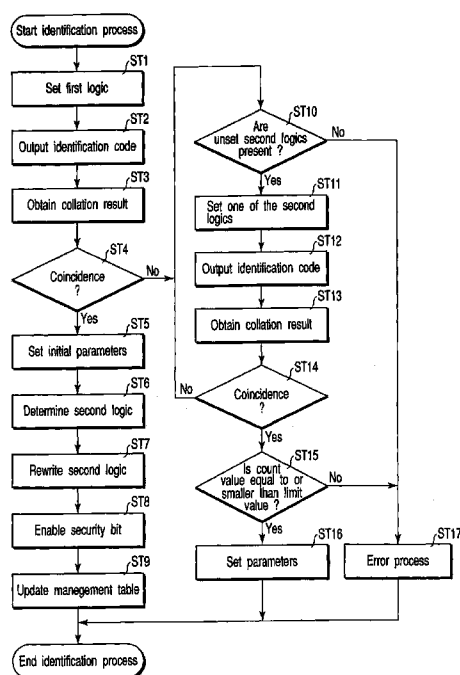 Start identification process
ST1
Set first logic
ST2
Output identification code
ST3
Obtain collation result
ST4
Coincidence
?
No
Yes
ST5
Set initial parameters
ST6
Determine second logic
ST7
Rewrite second logic
ST8
Enable security bit
ST9
Update management table
End identification process
ST10
Are
unset second logics
present ?
No
Yes
ST11
Set one of the second
logics
ST12
Output identification code
ST13
Obtain collation result
ST14
Coincidence
?
No
Yes
ST15
Is count
value equal to or
smaller than limit
value ?
No
Yes
ST16
Set parameters
ST17
Error process